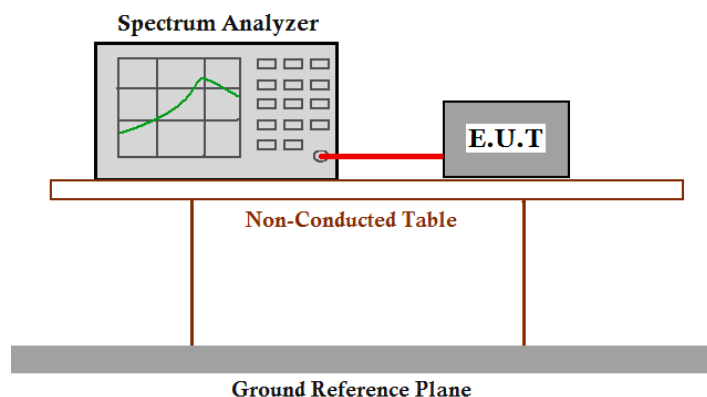 Spectrum Analyzer
E.U.T
Non-Conducted Table
Ground Reference Plane